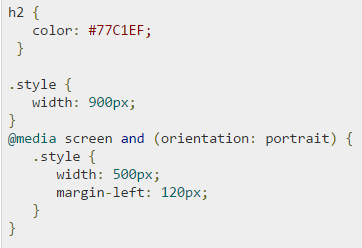 h2 {
   color: #77C1EF;
 }

.style {
   width: 900px;
}
@media screen and (orientation: portrait) {
   .style {
      width: 500px;
      margin-left: 120px;
   }
}